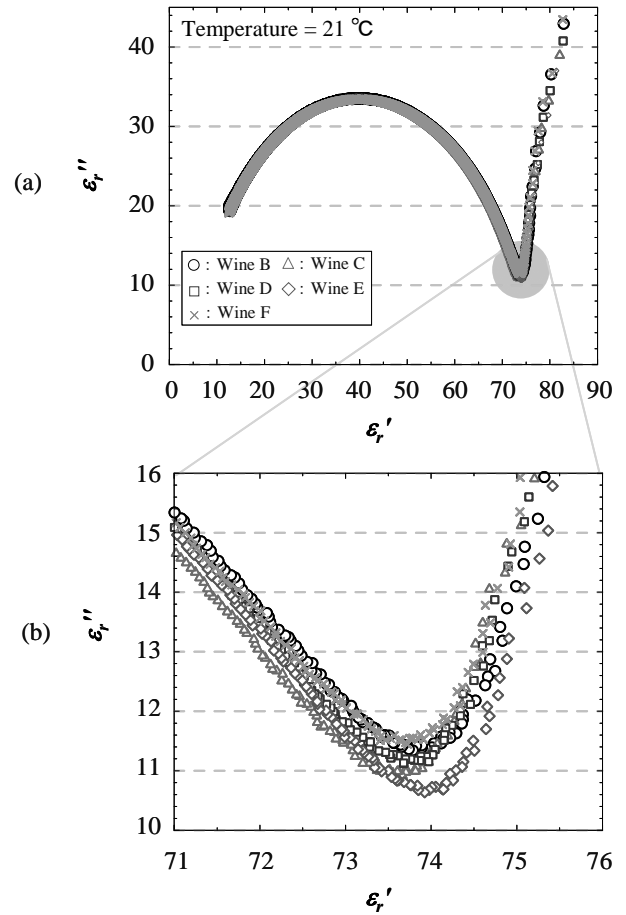 (a)
Temperature = 21 °C
εr''
40
30
20
10
0
○ : Wine B △ : Wine C
□ : Wine D ◇ : Wine E
× : Wine F
0 10 20 30 40 50 60 70 80 90
εr'
(b)
εr''
16
15
14
13
12
11
10
71 72 73 74 75 76
εr'